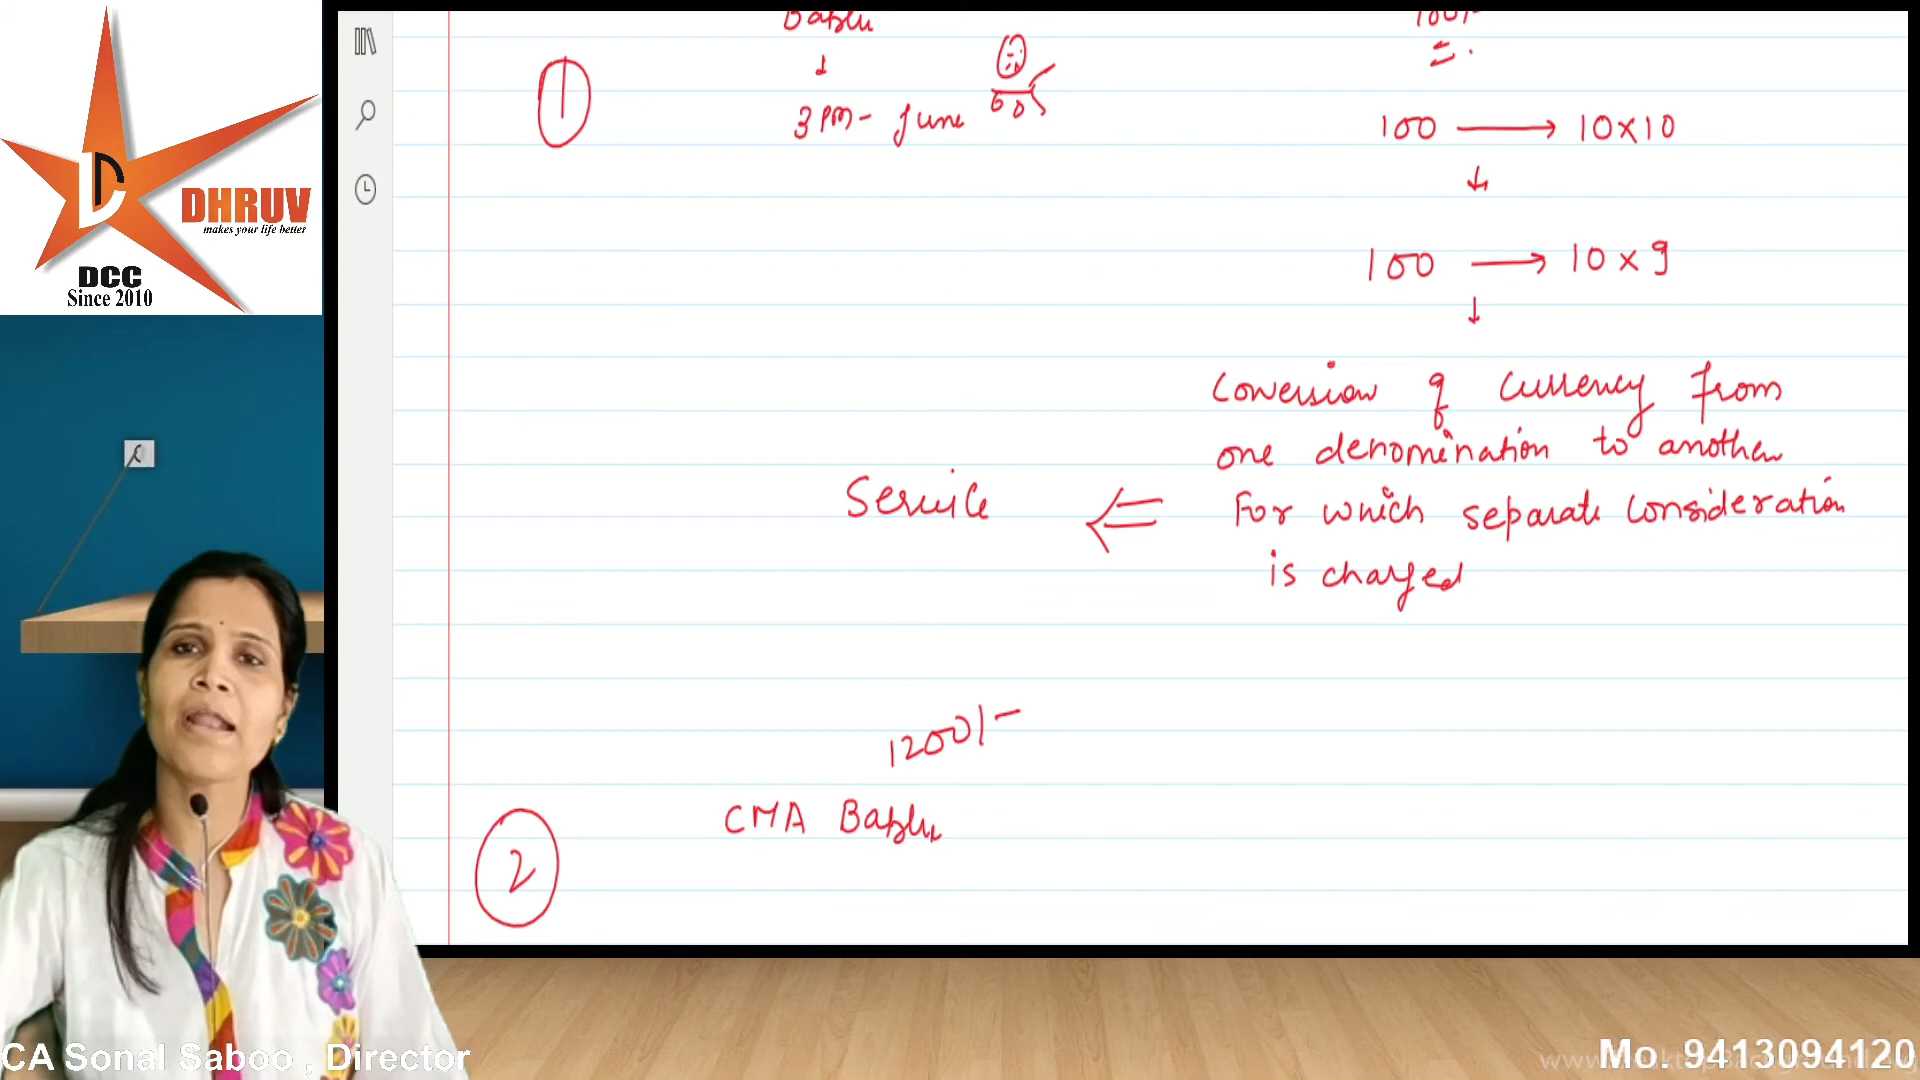 DC
DHRUV
makes your life better
DCC
Since 2010
Bablu
1
3 PM - June
100 → 10 x 10
100 → 10 x 9
Conversion of currency from
one denomination to another
For which separate consideration
is charged
Service
1200/-
CMA Bablu
2
CA Sonal Saboo , Director
Mo. 9413094120